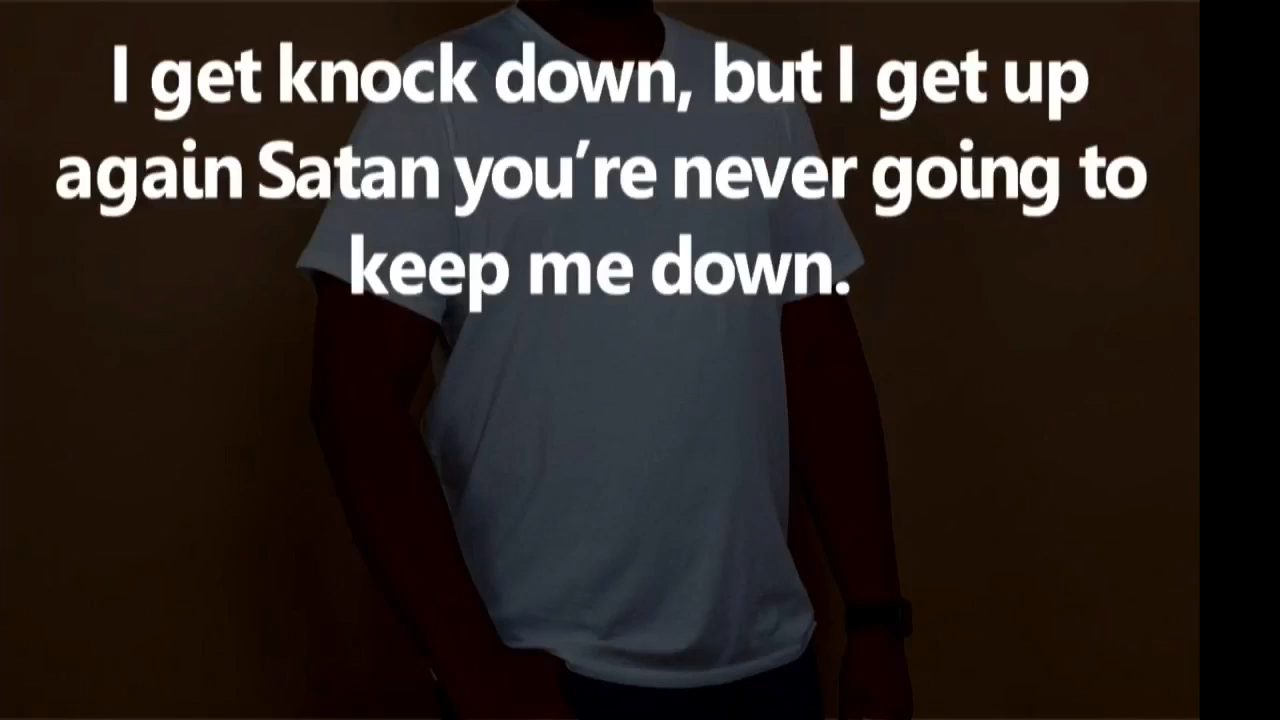 I get knock down, but I get up
again Satan you’re never going to
keep me down.